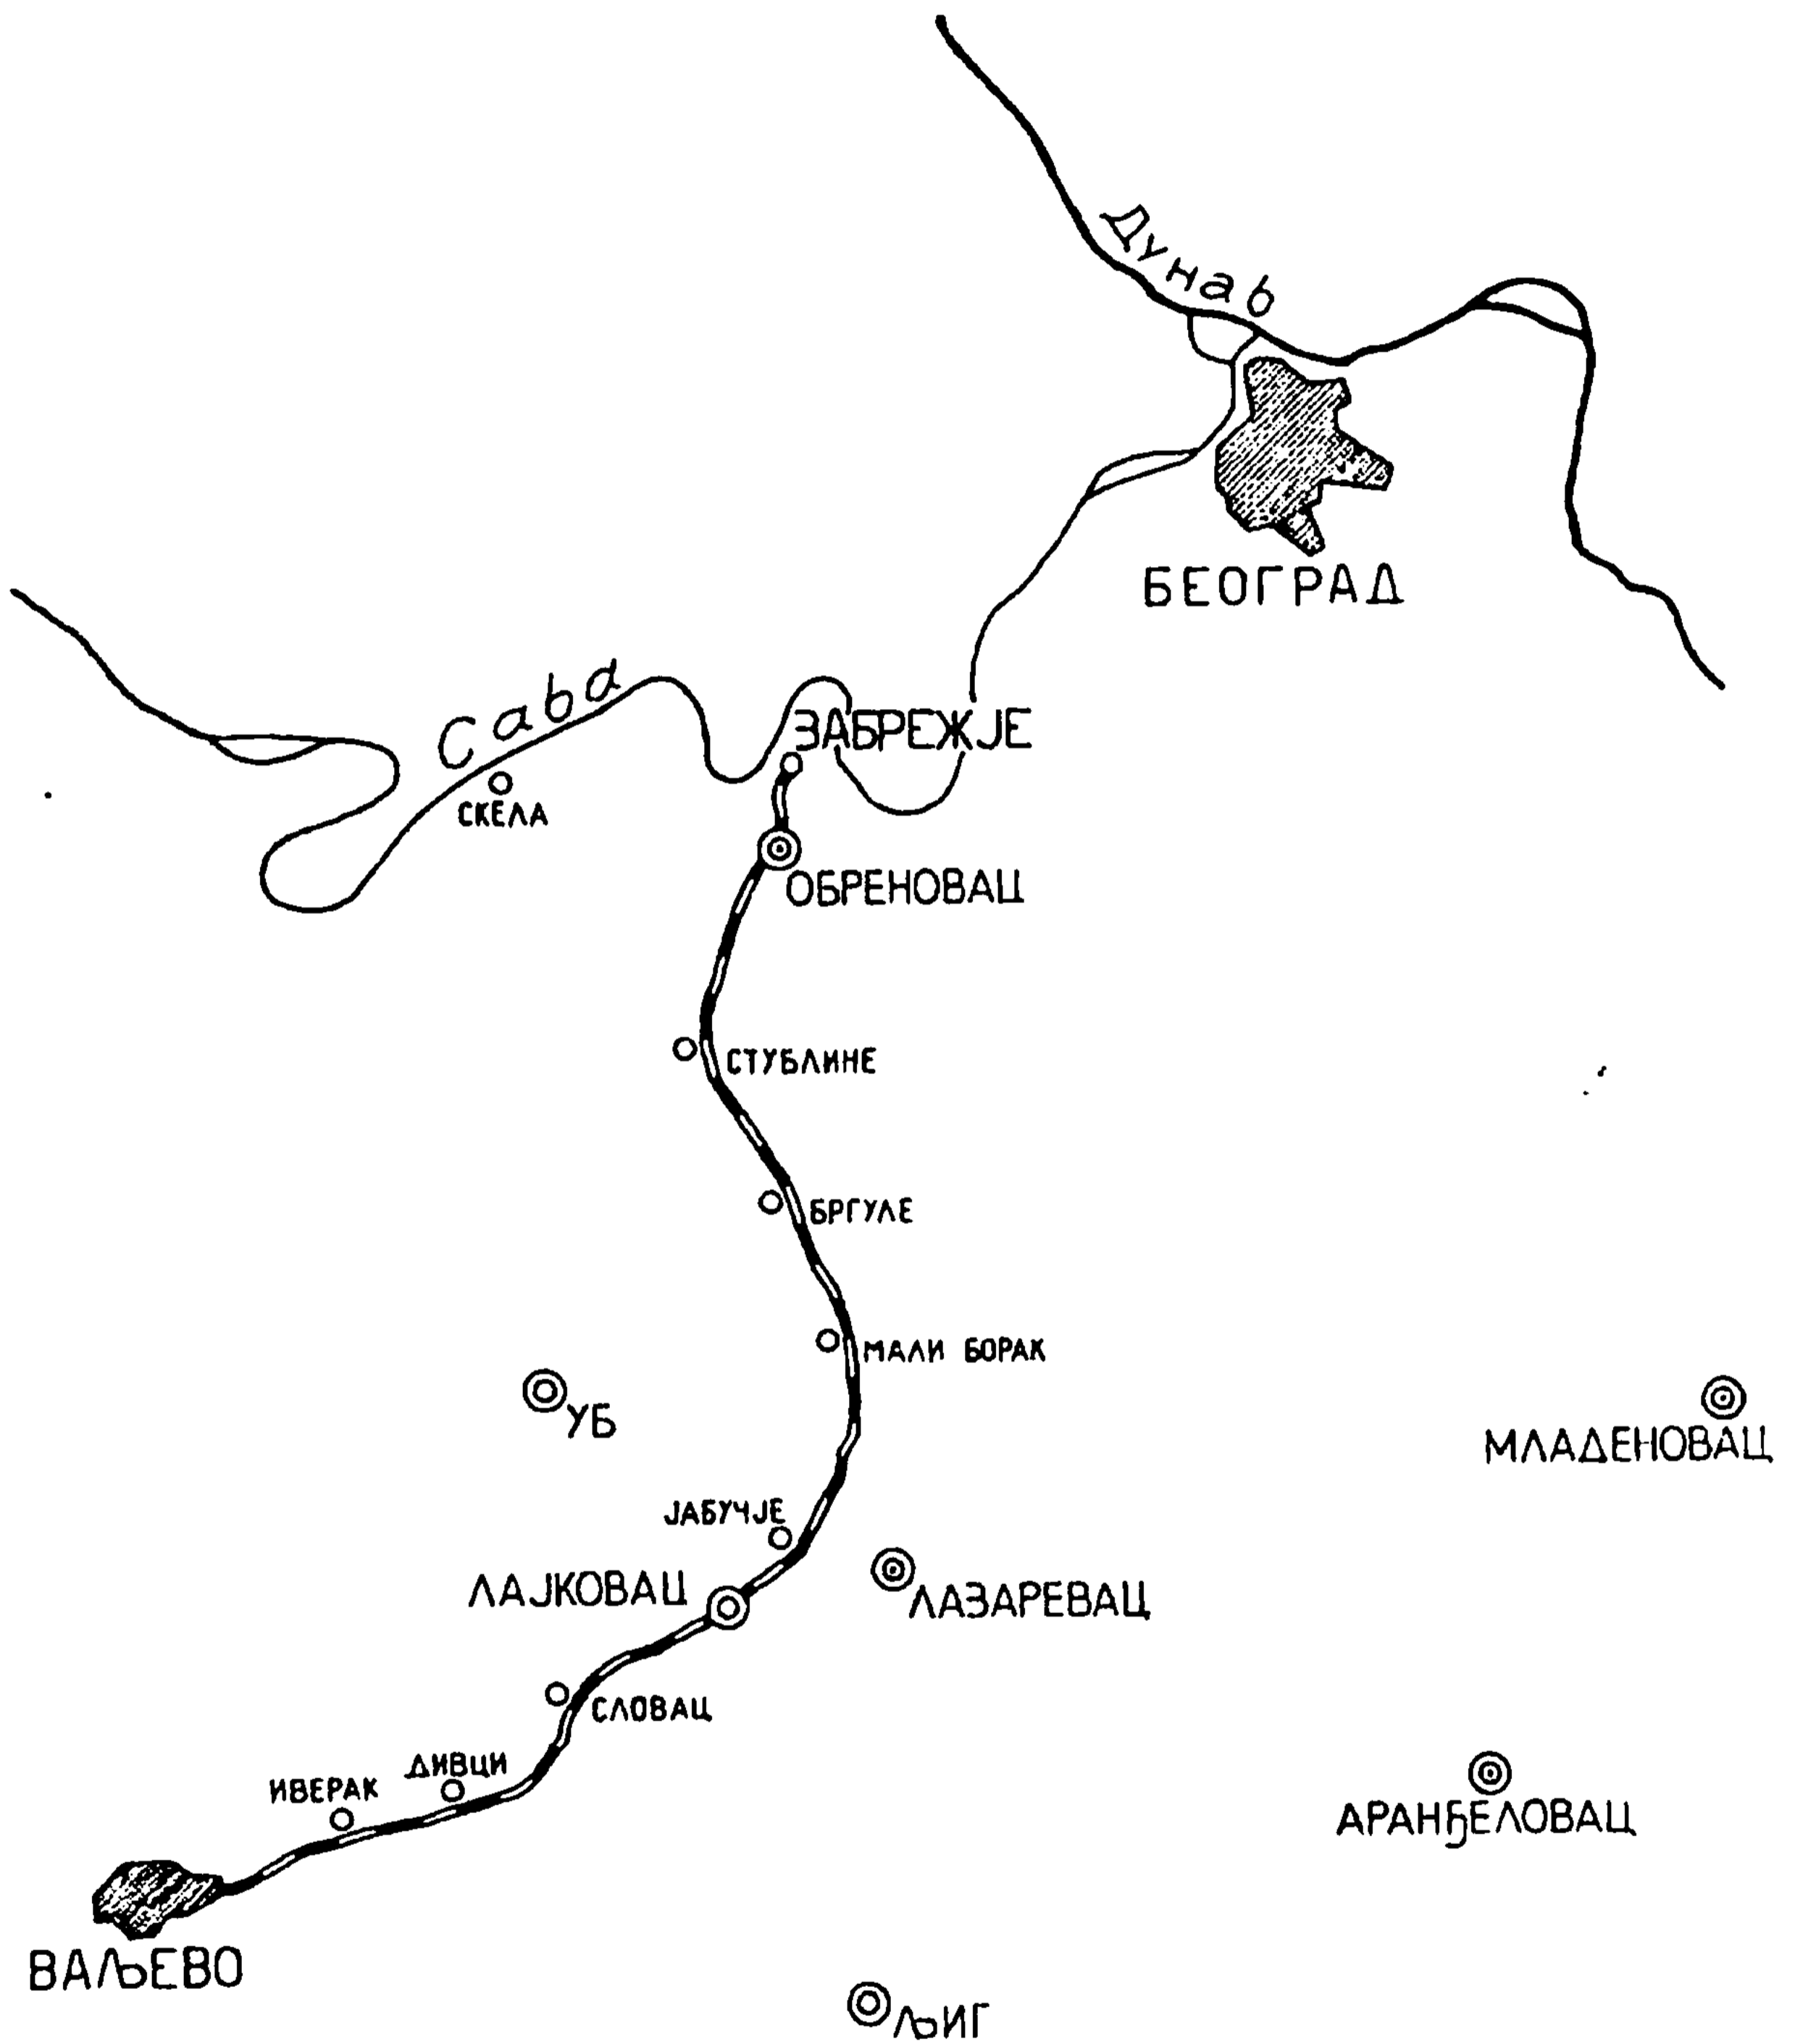 Дунав
БЕОГРАД
Сава
ЗАБРЕЖЈЕ
СКЕЛА
ОБРЕНОВАЦ
СТУБЛИНЕ
БРГУЛЕ
МАЛИ БОРАК
УБ
МЛАДЕНОВАЦ
ЈАБУЧЈЕ
ЛАЈКОВАЦ
ЛАЗАРЕВАЦ
СЛОВАЦ
ДИВЦИ
ИВЕРАК
АРАНЂЕЛОВАЦ
ВАЉЕВО
ЉИГ